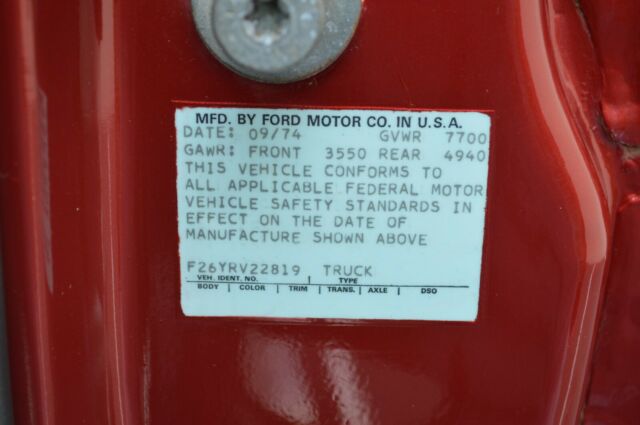 MFD. BY FORD MOTOR CO. IN U.S.A.
DATE: 09/74 GVWR 7700
GAWR: FRONT 3550 REAR 4940
THIS VEHICLE CONFORMS TO
ALL APPLICABLE FEDERAL MOTOR
VEHICLE SAFETY STANDARDS IN
EFFECT ON THE DATE OF
MANUFACTURE SHOWN ABOVE
F26YRV22819 TRUCK
VEH. IDENT. NO. TYPE
BODY COLOR TRIM TRANS. AXLE DSO